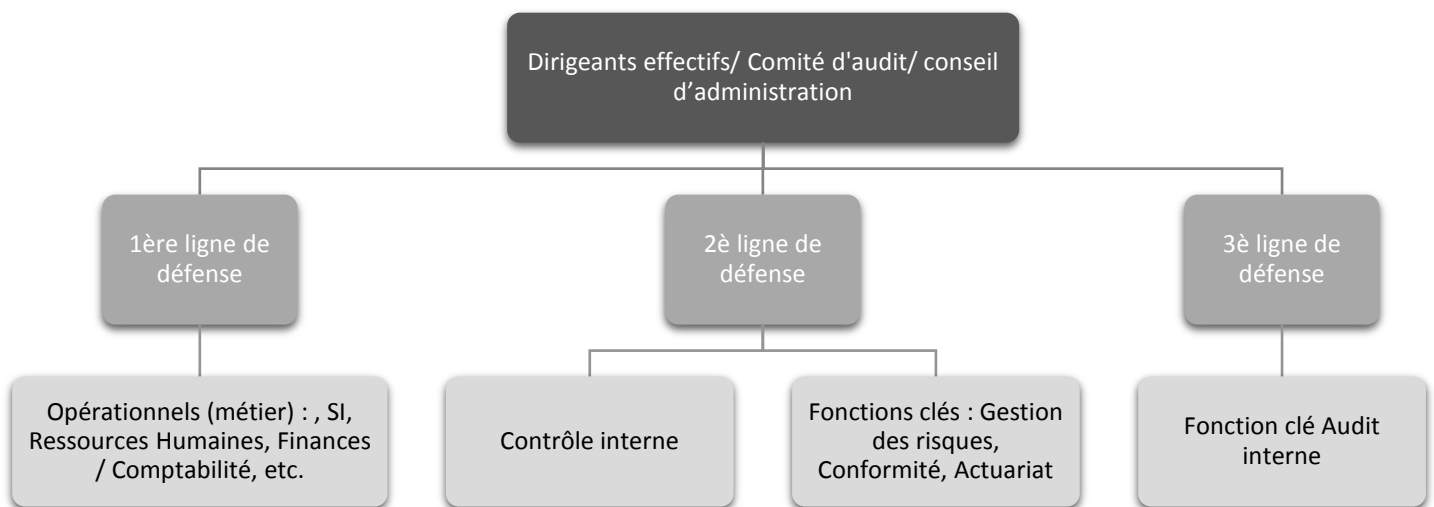 Dirigeants effectifs/ Comité d'audit/ conseil
d’administration
1ère ligne de
défense
2è ligne de
défense
3è ligne de
défense
Opérationnels (métier) : , SI,
Ressources Humaines, Finances
/ Comptabilité, etc.
Contrôle interne
Fonctions clés : Gestion
des risques,
Conformité, Actuariat
Fonction clé Audit
interne